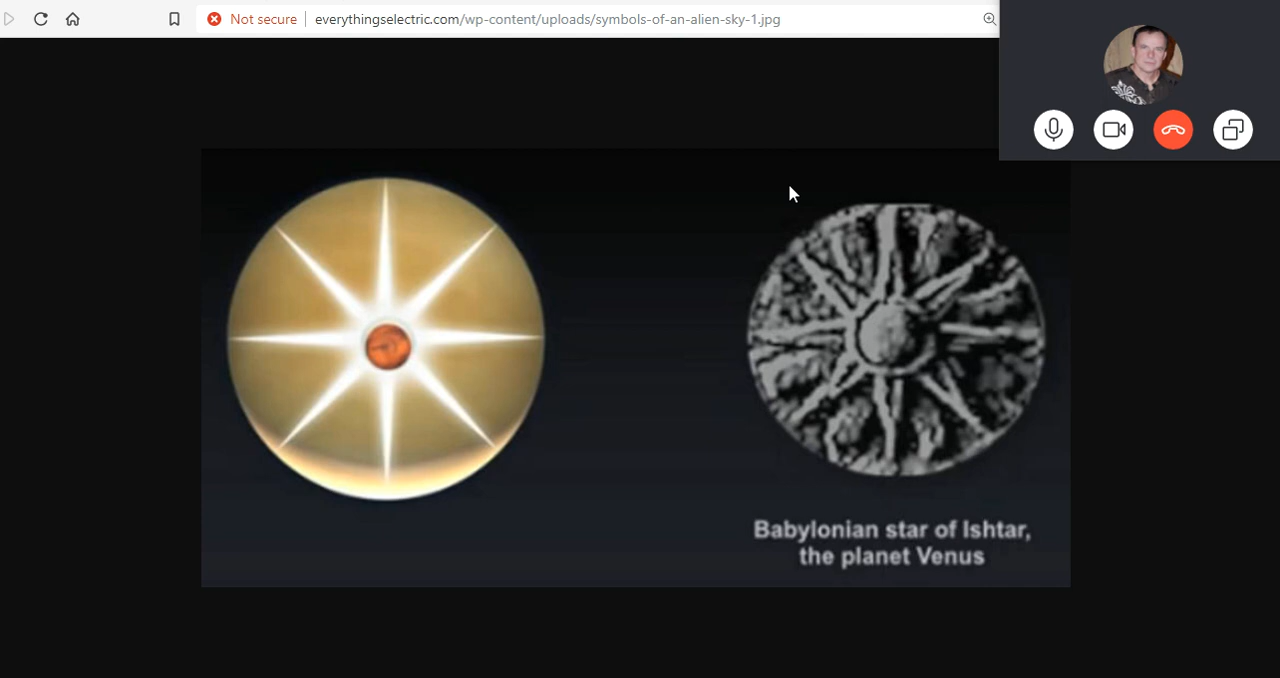 Not secure everythingselectric.com/wp-content/uploads/symbols-of-an-alien-sky-1.jpg
Babylonian star of Ishtar,
the planet Venus